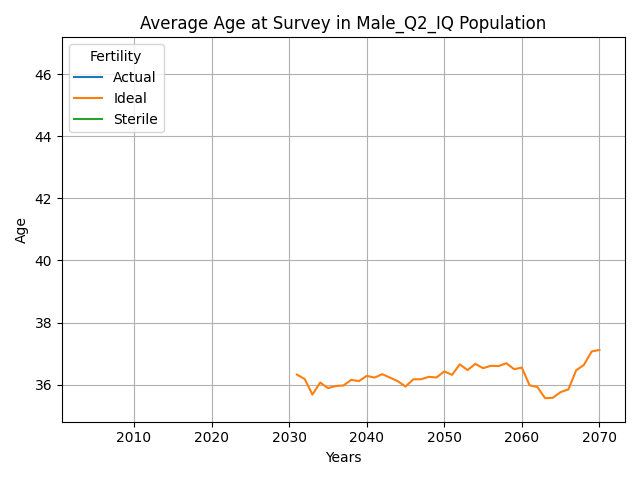 Average Age at Survey in Male_Q2_IQ Population
Fertility
Actual
Ideal
Sterile
46
44
42
40
38
36
Age
2010 2020 2030 2040 2050 2060 2070
Years